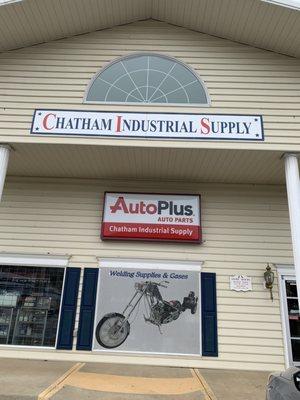 CHATHAM INDUSTRIAL SUPPLY
AutoPlus
AUTO PARTS
Chatham Industrial Supply
Welding Supplies & Gases